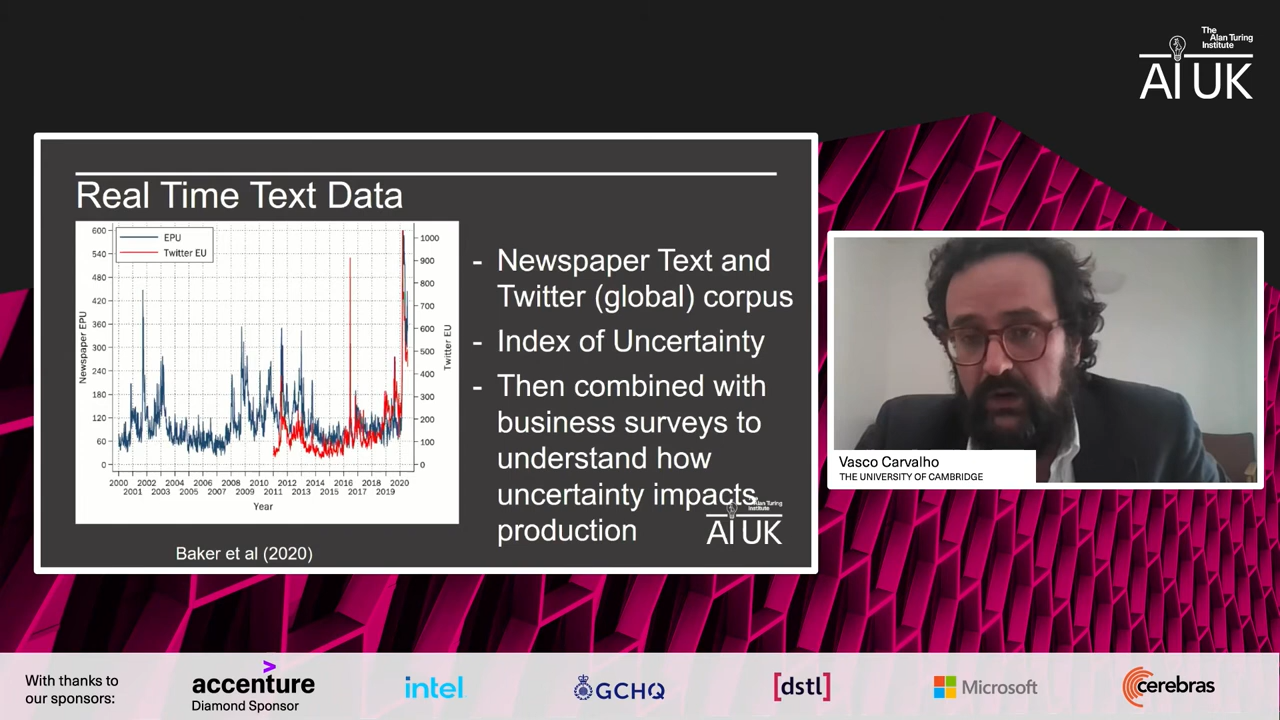 The
Alan Turing
Institute
AI UK
Real Time Text Data
EPU
Twitter EU
600
540
480
420
360
300
240
180
120
60
0
1000
900
800
700
600
500
400
300
200
100
0
Newspaper EPU
Twitter EU
2000 2002 2004 2006 2008 2010 2012 2014 2016 2018 2020
2001 2003 2005 2007 2009 2011 2013 2015 2017 2019
Year
Baker et al (2020)
- Newspaper Text and
Twitter (global) corpus
- Index of Uncertainty
- Then combined with
business surveys to
understand how
uncertainty impacts
production
The
Alan Turing
Institute
AI UK
Vasco Carvalho
THE UNIVERSITY OF CAMBRIDGE
With thanks to
our sponsors:
accenture
Diamond Sponsor
intel
GCHQ
[dstl]
Microsoft
cerebras